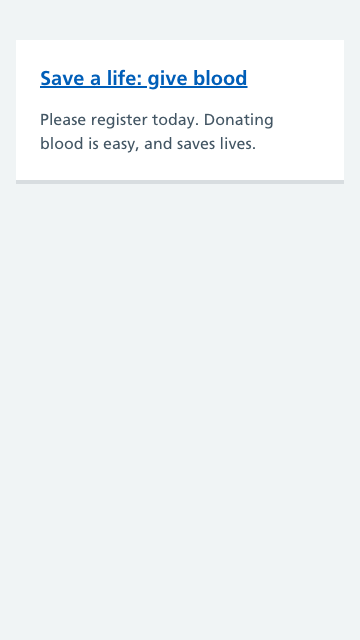 Save a life: give blood
Please register today. Donating
blood is easy, and saves lives.